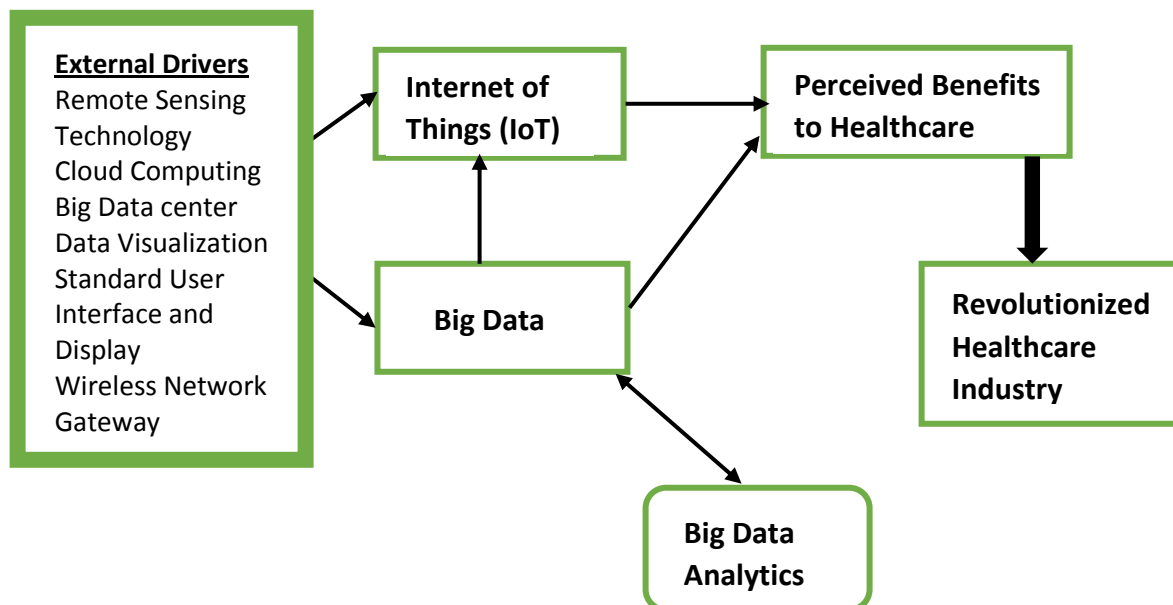 External Drivers
Remote Sensing
Technology
Cloud Computing
Big Data center
Data Visualization
Standard User
Interface and
Display
Wireless Network
Gateway
Internet of
Things (IoT)
Big Data
Perceived Benefits
to Healthcare
Revolutionized
Healthcare
Industry
Big Data
Analytics